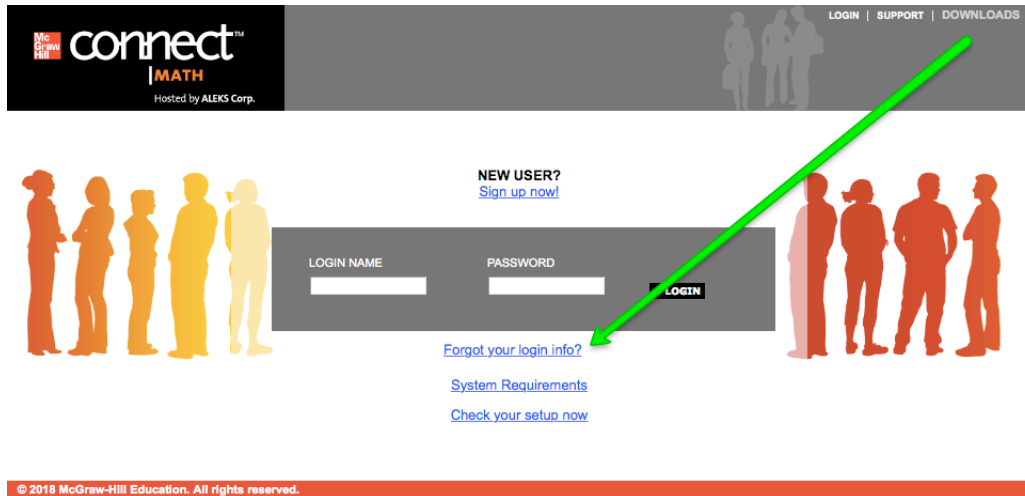 Mc
Graw
Hill
connect™
MATH
Hosted by ALEKS Corp.
LOGIN | SUPPORT | DOWNLOADS
NEW USER?
Sign up now!
LOGIN NAME
PASSWORD
LOGIN
Forgot your login info?
System Requirements
Check your setup now
© 2018 McGraw-Hill Education. All rights reserved.